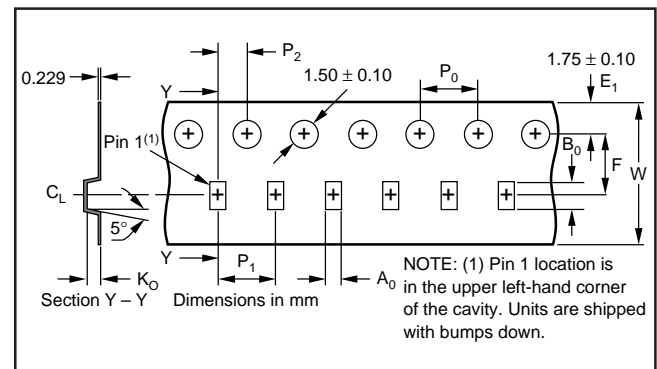 P2
1.50 ± 0.10
P0
1.75 ± 0.10
0.229
E1
Y
Pin 1(1)
B0
F
W
CL
5°
Y
P1
KO
A0
Section Y – Y
Dimensions in mm
NOTE: (1) Pin 1 location is
in the upper left-hand corner
of the cavity. Units are shipped
with bumps down.